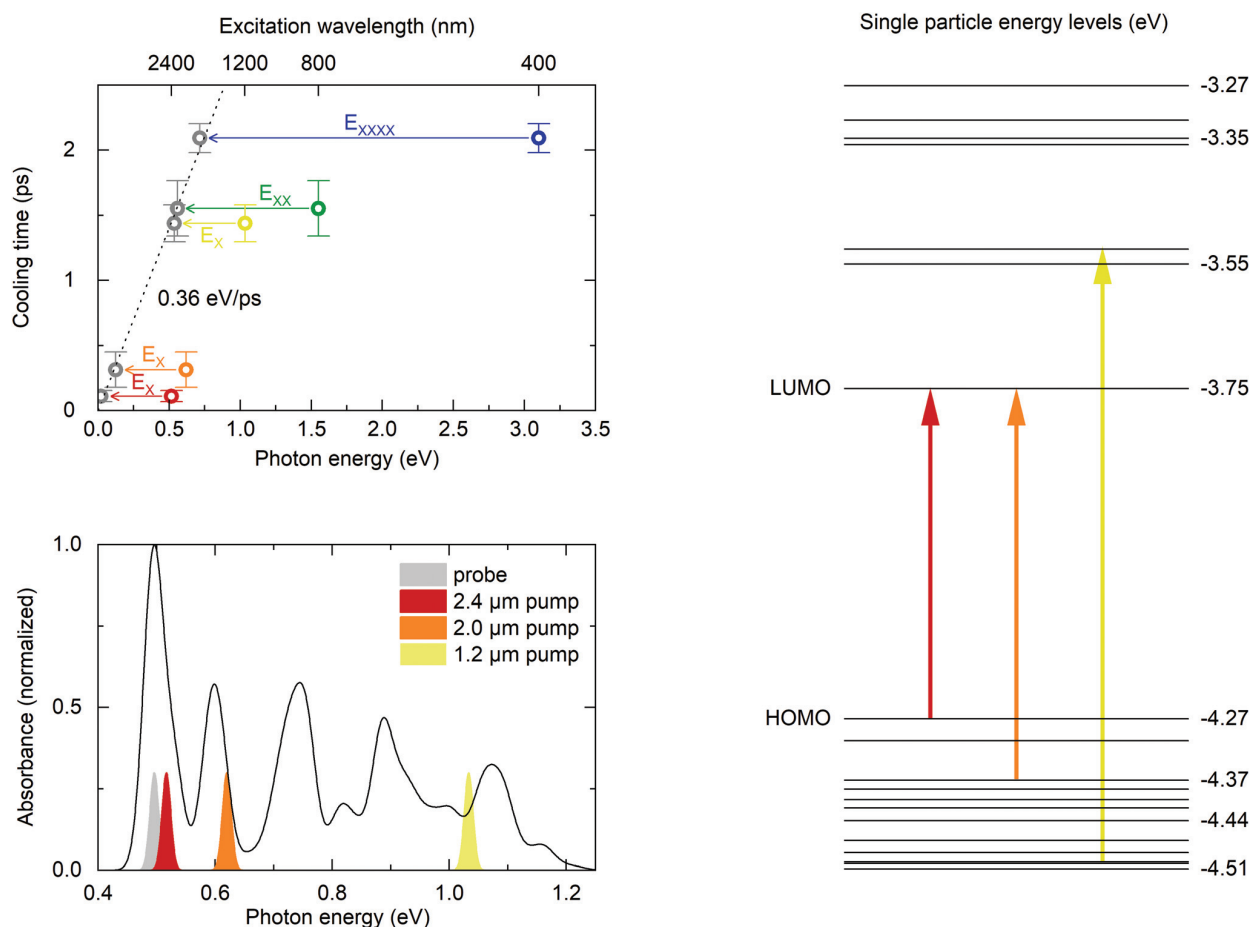 Excitation wavelength (nm)
2400 1200 800 400
Cooling time (ps)
2
1
0
E_XXXX
E_XX
E_X
0.36 eV/ps
E_X
E_X
0.0 0.5 1.0 1.5 2.0 2.5 3.0 3.5
Photon energy (eV)
Absorbance (normalized)
1.0
0.5
0.0
probe
2.4 µm pump
2.0 µm pump
1.2 µm pump
0.4 0.6 0.8 1.0 1.2
Photon energy (eV)
Single particle energy levels (eV)
-3.27
-3.35
-3.55
LUMO -3.75
HOMO -4.27
-4.37
-4.44
-4.51